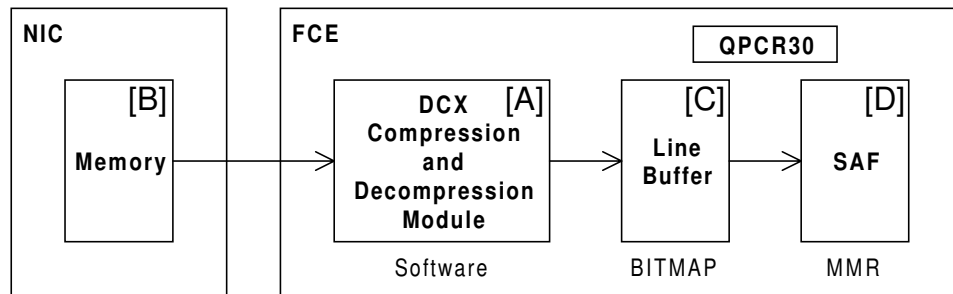 NIC
FCE
QPCR30
[B]
Memory
[A]
DCX
Compression
and
Decompression
Module
[C]
Line
Buffer
[D]
SAF
Software
BITMAP
MMR